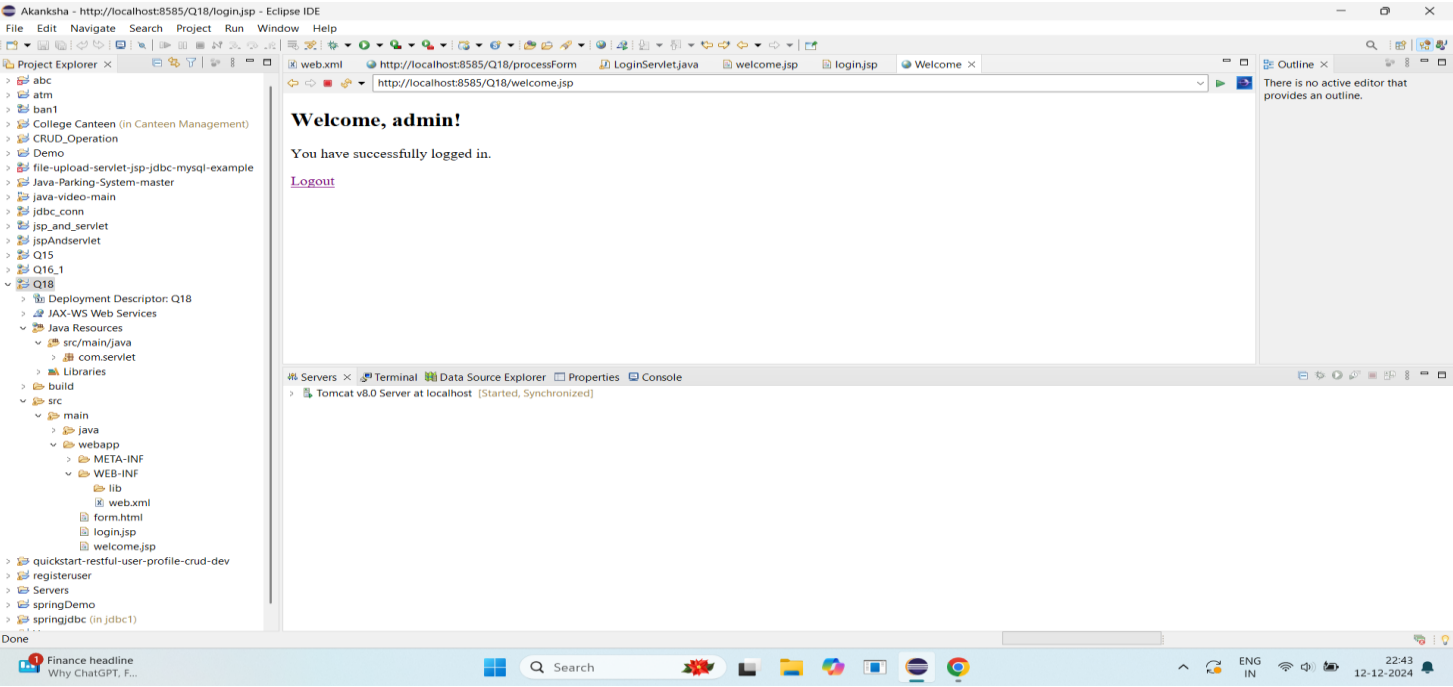 Akanksha - http://localhost:8585/Q18/login.jsp - Eclipse IDE
File Edit Navigate Search Project Run Window Help
Project Explorer
abc
atm
ban1
College Canteen (in Canteen Management)
CRUD_Operation
Demo
file-upload-servlet-jsp-jdbc-mysql-example
Java-Parking-System-master
java-video-main
jdbc_conn
jsp_and_servlet
jspAndservlet
Q15
Q16_1
Q18
Deployment Descriptor: Q18
JAX-WS Web Services
Java Resources
src/main/java
com.servlet
Libraries
build
src
main
java
webapp
META-INF
WEB-INF
lib
web.xml
form.html
login.jsp
welcome.jsp
quickstart-restful-user-profile-crud-dev
registeruser
Servers
springDemo
springjdbc (in jdbc1)
web.xml http://localhost:8585/Q18/processForm LoginServlet.java welcome.jsp login.jsp Welcome
http://localhost:8585/Q18/welcome.jsp
Welcome, admin!
You have successfully logged in.
Logout
Outline
There is no active editor that
provides an outline.
Servers Terminal Data Source Explorer Properties Console
Tomcat v8.0 Server at localhost [Started, Synchronized]
Done
1
Finance headline
Why ChatGPT, F...
Search
ENG
IN
22:43
12-12-2024